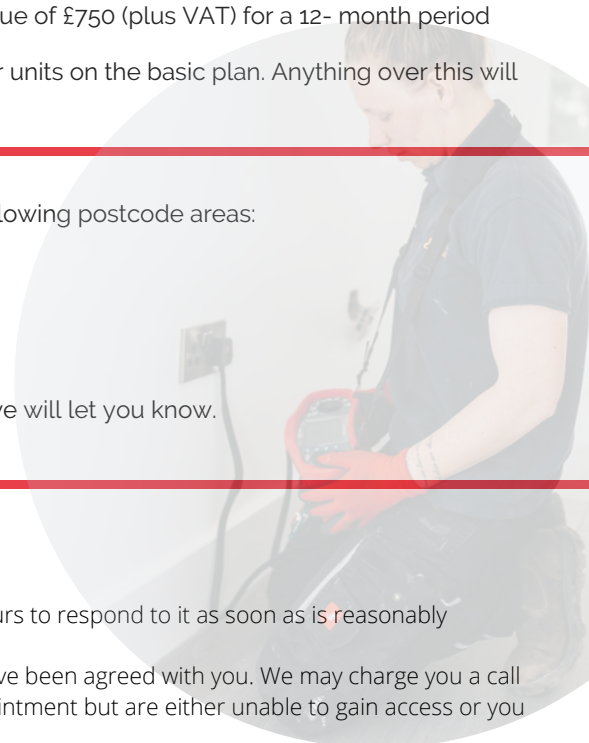 ue of £750 (plus VAT) for a 12- month period
r units on the basic plan. Anything over this will
lowing postcode areas:
ve will let you know.
urs to respond to it as soon as is reasonably
ve been agreed with you. We may charge you a call
intment but are either unable to gain access or you